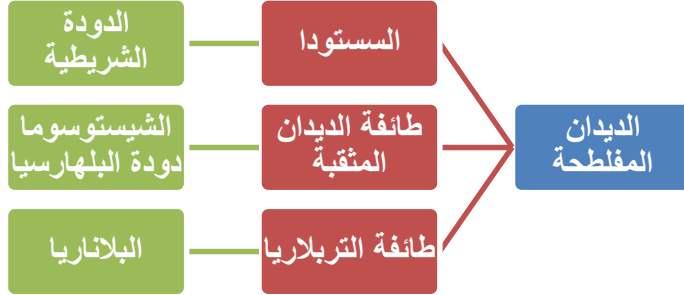 الديدان
المفلطحة
السستودا
الدودة
الشريطية
طائفة الديدان
المثقبة
الشيستوسوما
دودة البلهارسيا
طائفة التربلاريا
البلاناريا